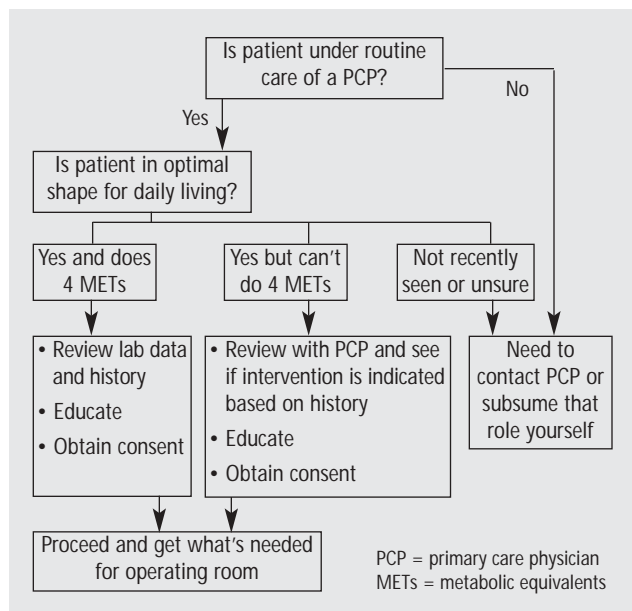 Is patient under routine
care of a PCP?
No
Yes
Is patient in optimal
shape for daily living?
Yes and does
4 METs
Yes but can't
do 4 METs
Not recently
seen or unsure
• Review lab data
and history
• Educate
• Obtain consent
• Review with PCP and see
if intervention is indicated
based on history
• Educate
• Obtain consent
Need to
contact PCP or
subsume that
role yourself
Proceed and get what's needed
for operating room
PCP = primary care physician
METs = metabolic equivalents